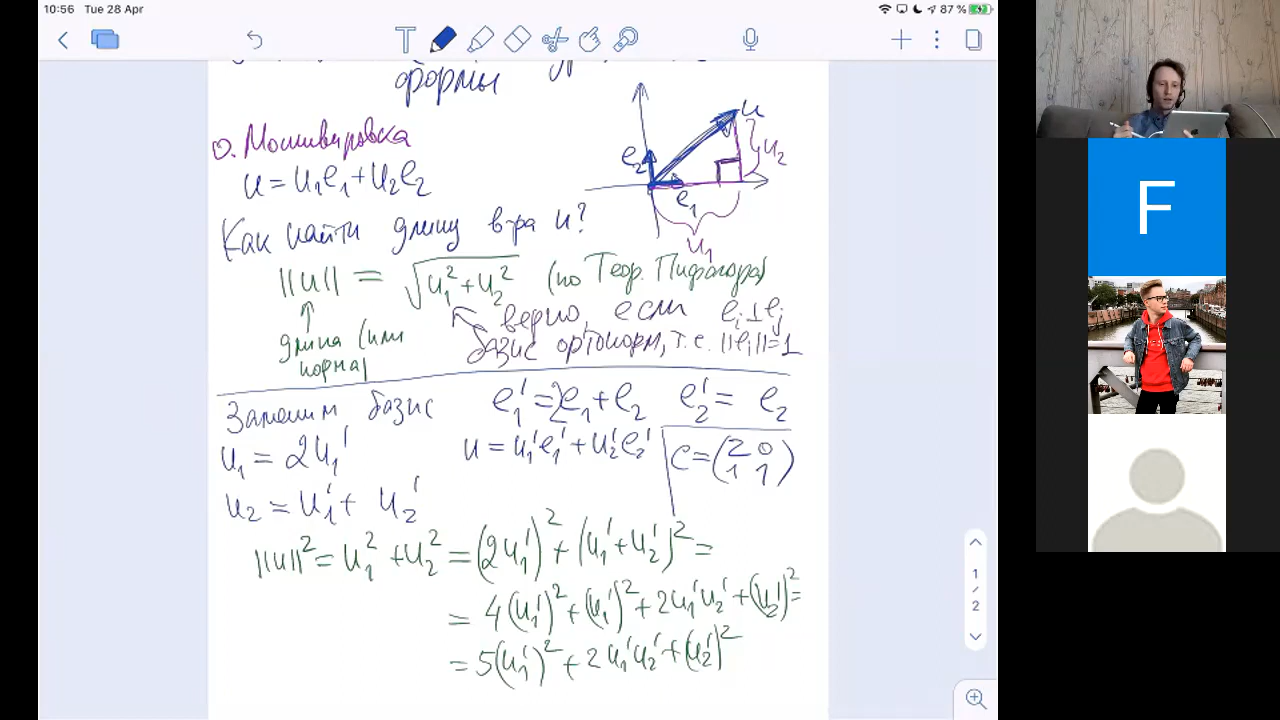 10:56 Tue 28 Apr
87 %
T
формы
0. Мотивировка
u = u₁e₁ + u₂e₂
u
e₂
u₂
e₁
u₁
Как найти длину в-ра u?
||u|| = √(u₁² + u₂²) (по Теор. Пифагора)
верно, если eᵢ ⊥ eⱼ
базис ортонорм, т.е. ||eᵢ|| = 1
длина (или
норма)
Заменим базис e₁' = 2e₁ + e₂ e₂' = e₂
u₁ = 2u₁' u = u₁'e₁' + u₂'e₂' C = (2 0
1 1)
u₂ = u₁' + u₂'
||u||² = u₁² + u₂² = (2u₁')² + (u₁' + u₂')² =
= 4(u₁')² + (u₁')² + 2u₁'u₂' + (u₂')² =
= 5(u₁')² + 2u₁'u₂' + (u₂')²
1
/
2
F